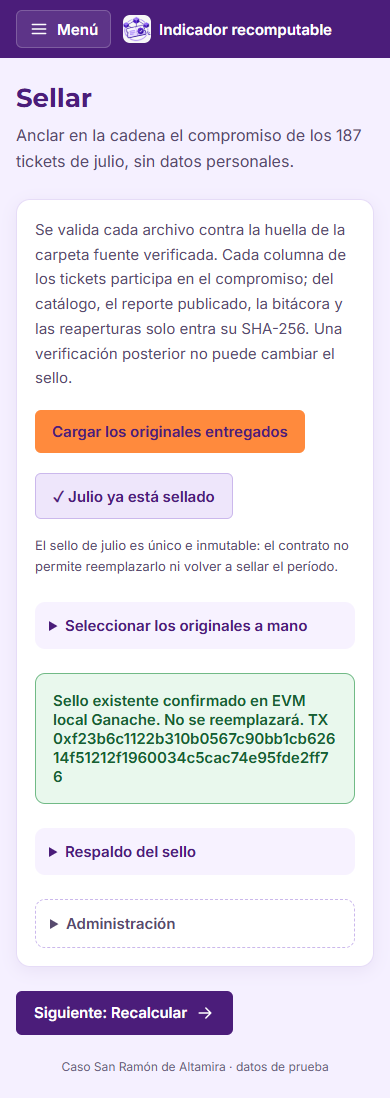 Menú
Indicador recomputable
Sellar
Anclar en la cadena el compromiso de los 187
tickets de julio, sin datos personales.
Se valida cada archivo contra la huella de la
carpeta fuente verificada. Cada columna de
los tickets participa en el compromiso; del
catálogo, el reporte publicado, la bitácora y
las reaperturas solo entra su SHA-256. Una
verificación posterior no puede cambiar el
sello.
Cargar los originales entregados
✓ Julio ya está sellado
El sello de julio es único e inmutable: el contrato no
permite reemplazarlo ni volver a sellar el período.
▶ Seleccionar los originales a mano
Sello existente confirmado en EVM
local Ganache. No se reemplazará. TX
0xf23b6c1122b310b0567c90bb1cb626
14f51212f1960034c5cac74e95fde2ff7
6
▶ Respaldo del sello
▶ Administración
Siguiente: Recalcular →
Caso San Ramón de Altamira · datos de prueba